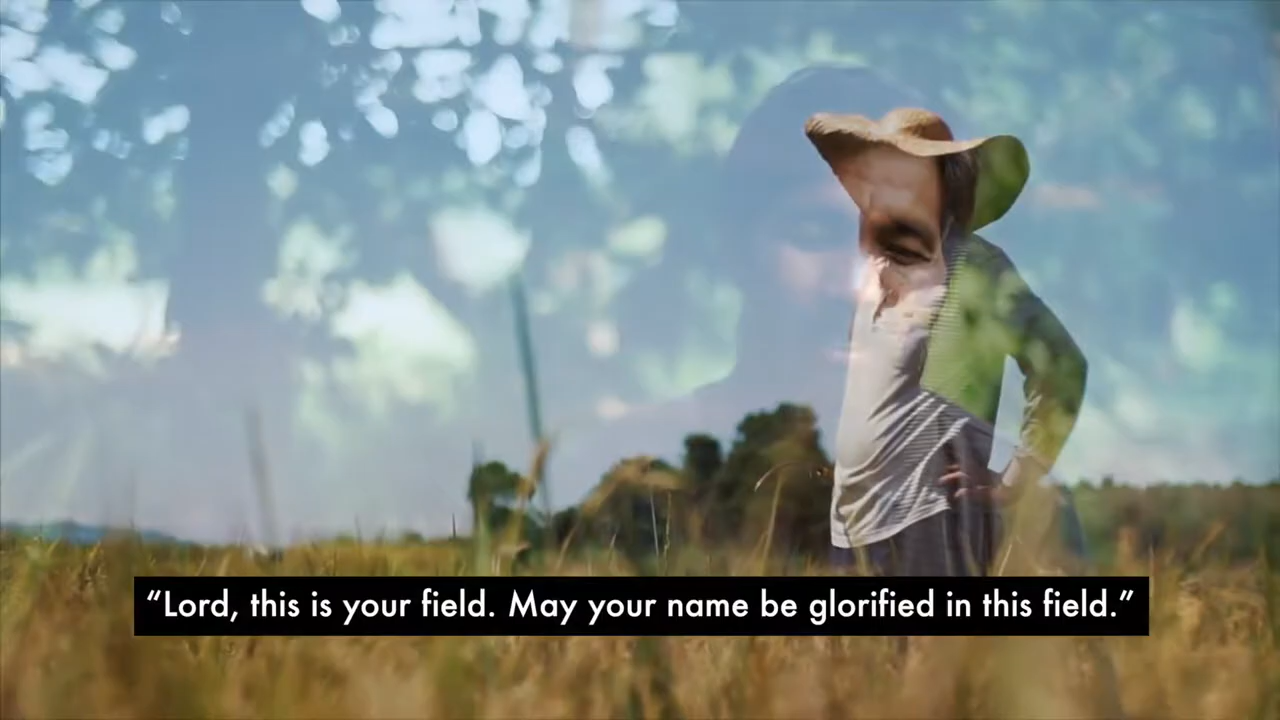 “Lord, this is your field. May your name be glorified in this field.”